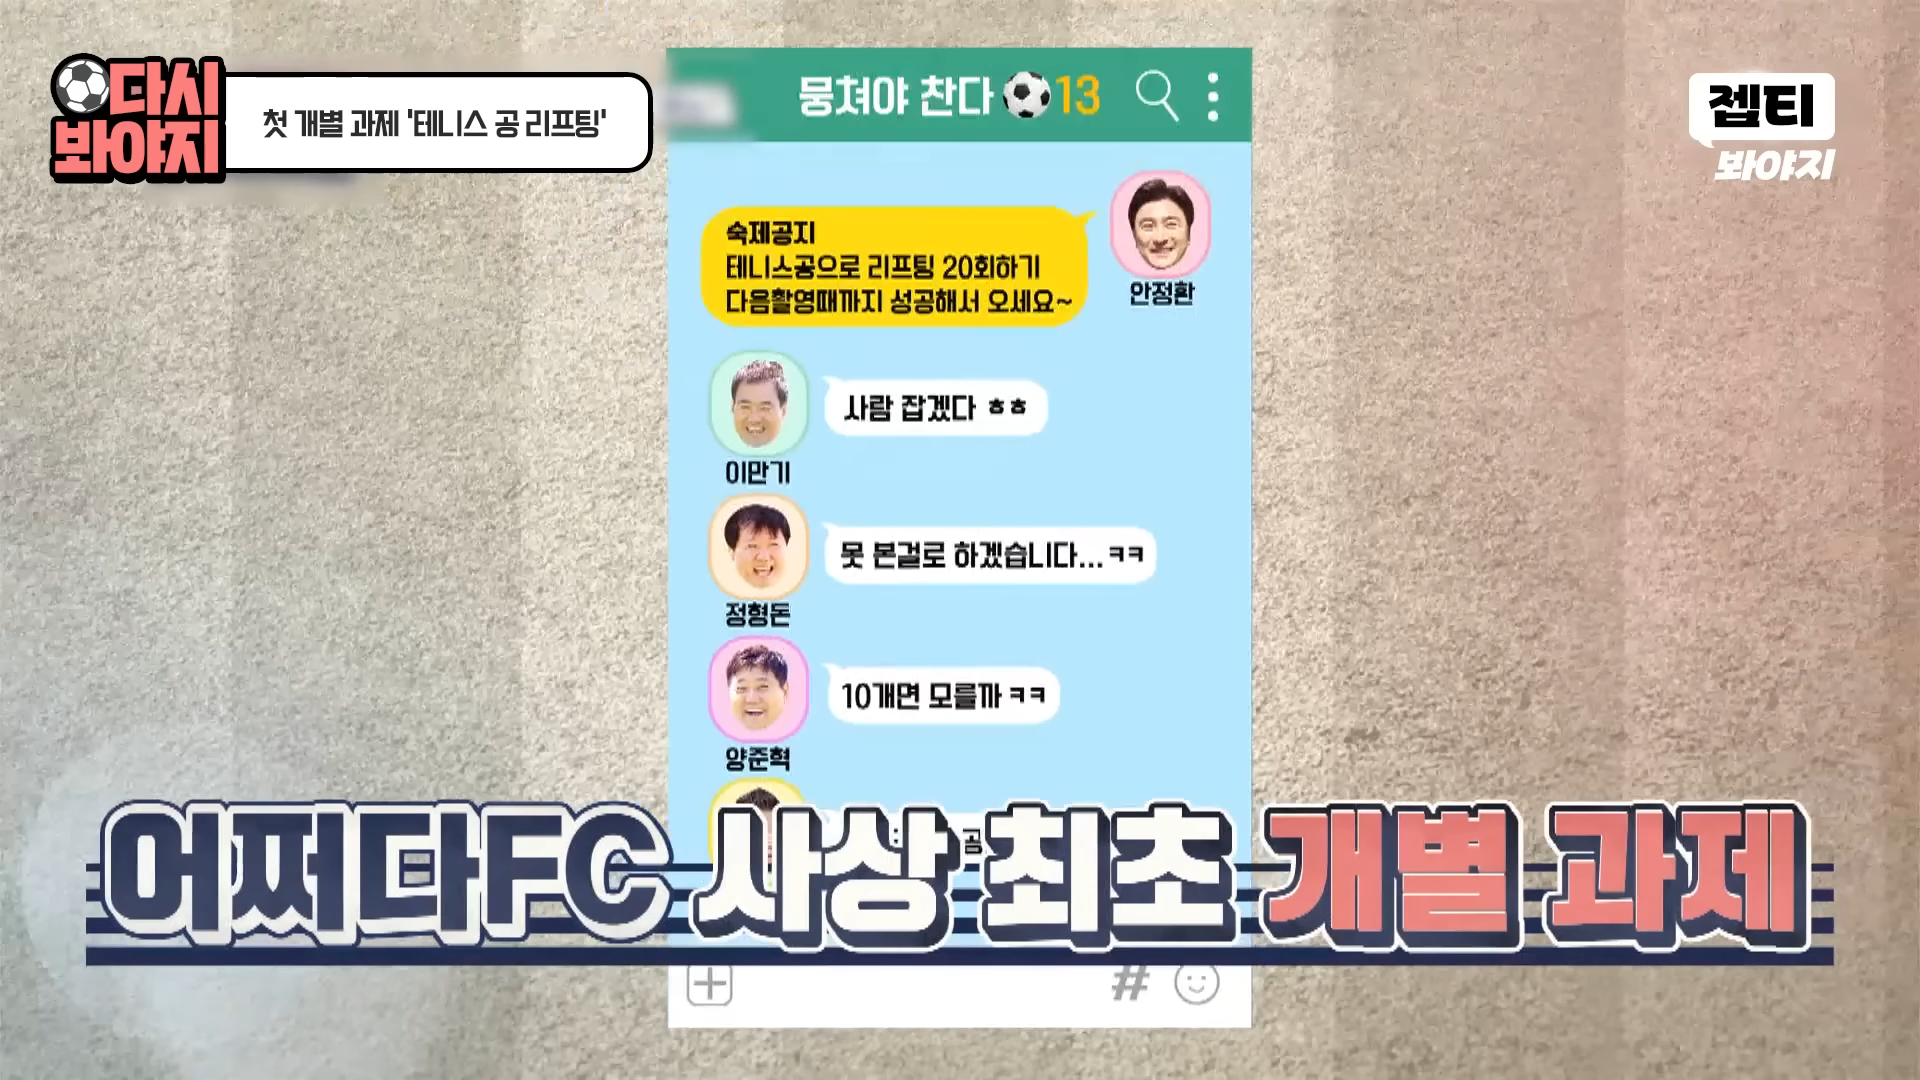 다시
봐야지
첫 개별 과제 '테니스 공 리프팅'
뭉쳐야 찬다 13
젭티
봐야지
숙제공지
테니스공으로 리프팅 20회하기
다음촬영때까지 성공해서 오세요~
안정환
사람 잡겠다 ㅎㅎ
이만기
못 본걸로 하겠습니다...ㅋㅋ
정형돈
10개면 모를까 ㅋㅋ
양준혁
어쩌다FC 사상 최초 개별 과제
#